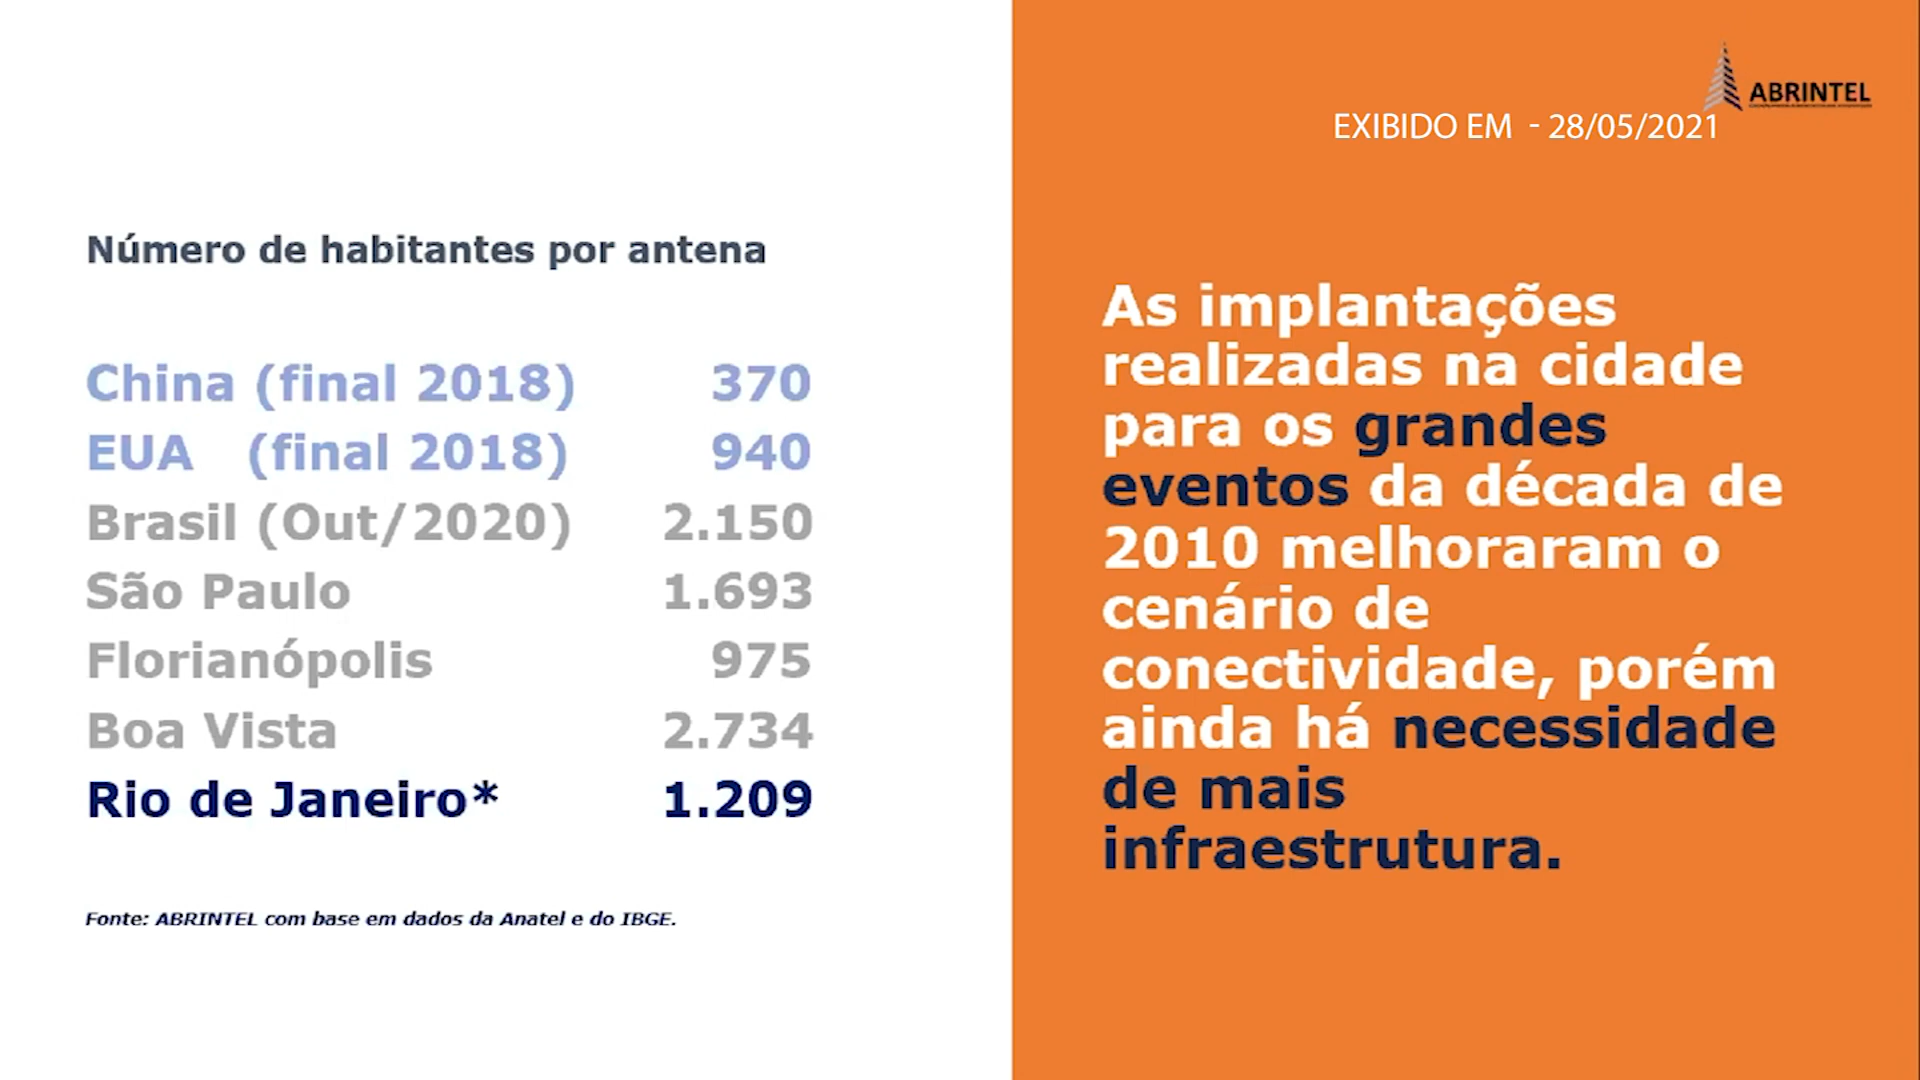 Número de habitantes por antena
China (final 2018) 370
EUA (final 2018) 940
Brasil (Out/2020) 2.150
São Paulo 1.693
Florianópolis 975
Boa Vista 2.734
Rio de Janeiro* 1.209
Fonte: ABRINTEL com base em dados da Anatel e do IBGE.
ABRINTEL
EXIBIDO EM - 28/05/2021
As implantações
realizadas na cidade
para os grandes
eventos da década de
2010 melhoraram o
cenário de
conectividade, porém
ainda há necessidade
de mais
infraestrutura.